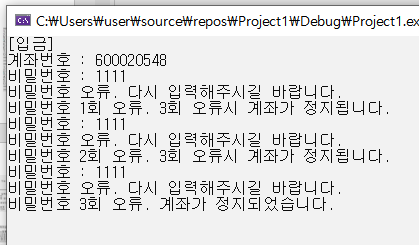 C:₩Users₩user₩source₩repos₩Project1₩Debug₩Project1.ex
[입금]
계좌번호 : 600020548
비밀번호 : 1111
비밀번호 오류. 다시 입력해주시길 바랍니다.
비밀번호 1회 오류. 3회 오류시 계좌가 정지됩니다.
비밀번호 : 1111
비밀번호 오류. 다시 입력해주시길 바랍니다.
비밀번호 2회 오류. 3회 오류시 계좌가 정지됩니다.
비밀번호 : 1111
비밀번호 오류. 다시 입력해주시길 바랍니다.
비밀번호 3회 오류. 계좌가 정지되었습니다.